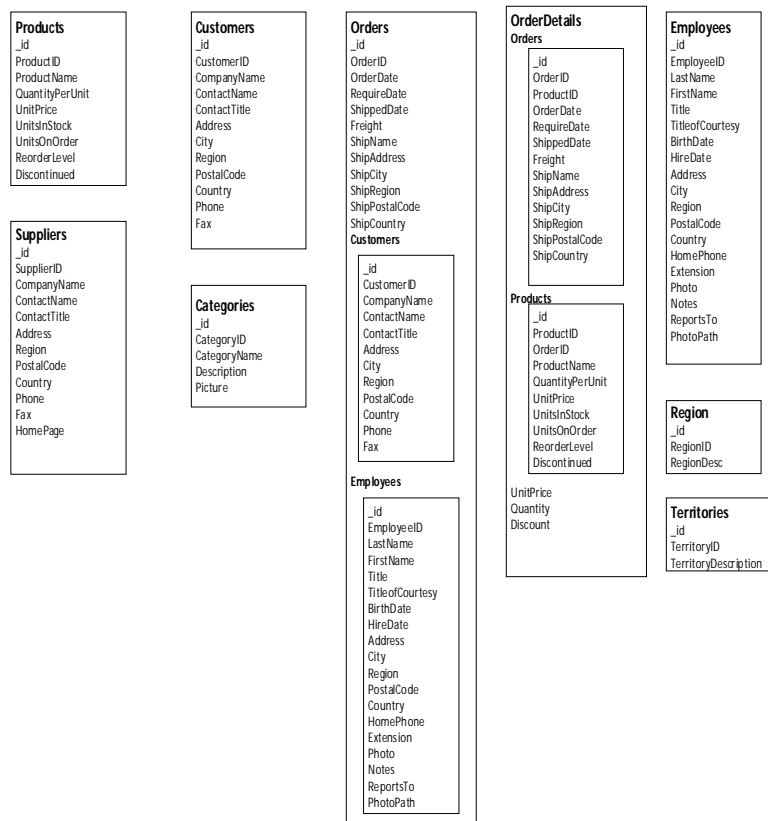 Products
_id
ProductID
ProductName
QuantityPerUnit
UnitPrice
UnitsInStock
UnitsOnOrder
ReorderLevel
Discontinued
Suppliers
_id
SupplierID
CompanyName
ContactName
ContactTitle
Address
Region
PostalCode
Country
Phone
Fax
HomePage
Customers
_id
CustomerID
CompanyName
ContactName
ContactTitle
Address
City
Region
PostalCode
Country
Phone
Fax
Categories
_id
CategoryID
CategoryName
Description
Picture
Orders
_id
OrderID
OrderDate
RequireDate
ShippedDate
Freight
ShipName
ShipAddress
ShipCity
ShipRegion
ShipPostalCode
ShipCountry
Customers
_id
CustomerID
CompanyName
ContactName
ContactTitle
Address
City
Region
PostalCode
Country
Phone
Fax
Employees
_id
EmployeeID
LastName
FirstName
Title
TitleofCourtesy
BirthDate
HireDate
Address
City
Region
PostalCode
Country
HomePhone
Extension
Photo
Notes
ReportsTo
PhotoPath
OrderDetails
Orders
_id
OrderID
ProductID
OrderDate
RequireDate
ShippedDate
Freight
ShipName
ShipAddress
ShipCity
ShipRegion
ShipPostalCode
ShipCountry
Products
_id
ProductID
OrderID
ProductName
QuantityPerUnit
UnitPrice
UnitsInStock
UnitsOnOrder
ReorderLevel
Discontinued
UnitPrice
Quantity
Discount
Employees
_id
EmployeeID
LastName
FirstName
Title
TitleofCourtesy
BirthDate
HireDate
Address
City
Region
PostalCode
Country
HomePhone
Extension
Photo
Notes
ReportsTo
PhotoPath
Region
_id
RegionID
RegionDesc
Territories
_id
TerritoryID
TerritoryDescription